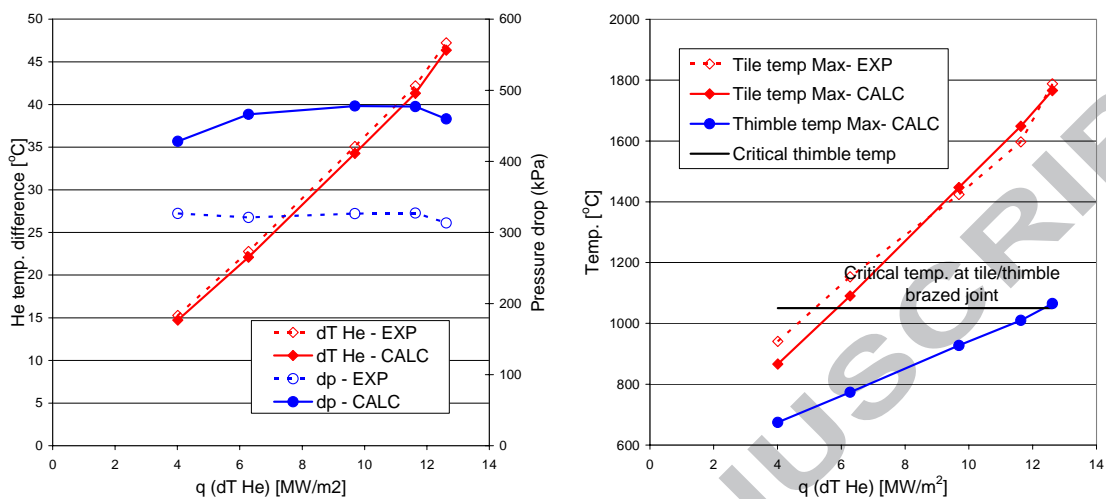 50
45
40
35
30
25
20
15
10
5
0
He temp. difference [°C]
600
500
400
300
200
100
0
Pressure drop (kPa)
dT He - EXP
dT He - CALC
dp - EXP
dp - CALC
0 2 4 6 8 10 12 14
q (dT He) [MW/m2]
2000
1800
1600
1400
1200
1000
800
600
Temp. [°C]
Tile temp Max- EXP
Tile temp Max- CALC
Thimble temp Max- CALC
Critical thimble temp
Critical temp. at tile/thimble
brazed joint
0 2 4 6 8 10 12 14
q (dT He) [MW/m²]
USCRIP